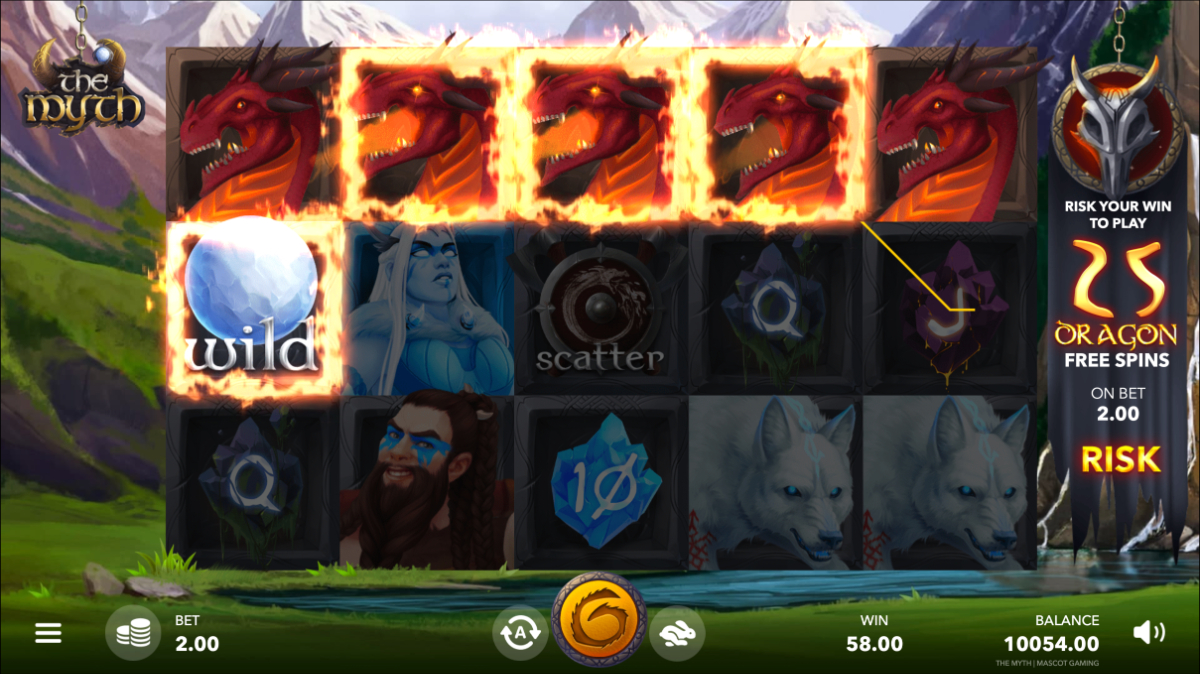 the
myth
RISK YOUR WIN
TO PLAY
25
DRAGON
FREE SPINS
ON BET
2.00
RISK
wild
scatter
Q
J
Q
10
BET
2.00
A
WIN
58.00
BALANCE
10054.00
THE MYTH | MASCOT GAMING